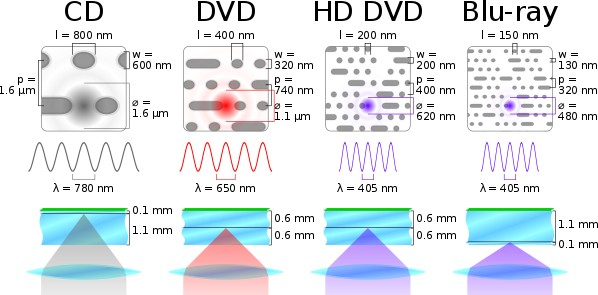 CD DVD HD DVD Blu-ray
l = 800 nm l = 400 nm l = 200 nm l = 150 nm
w = 600 nm
w = 320 nm
w = 200 nm
w = 130 nm
p = 1.6 µm
p = 740 nm
p = 400 nm
p = 320 nm
⌀ = 1.6 µm
⌀ = 1.1 µm
⌀ = 620 nm
⌀ = 480 nm
λ = 780 nm λ = 650 nm λ = 405 nm λ = 405 nm
0.1 mm
1.1 mm
0.6 mm
0.6 mm
0.6 mm
0.6 mm
1.1 mm
0.1 mm